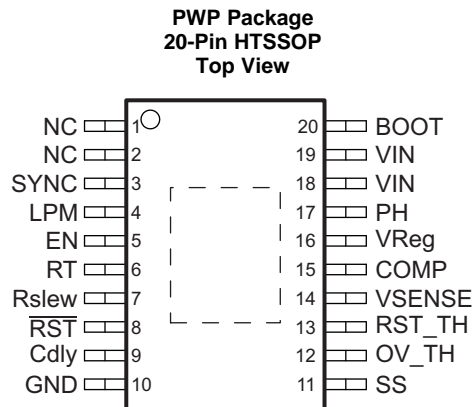 PWP Package
20-Pin HTSSOP
Top View
NC 1 20 BOOT
NC 2 19 VIN
SYNC 3 18 VIN
LPM 4 17 PH
EN 5 16 VReg
RT 6 15 COMP
Rslew 7 14 VSENSE
RST 8 13 RST_TH
Cdly 9 12 OV_TH
GND 10 11 SS